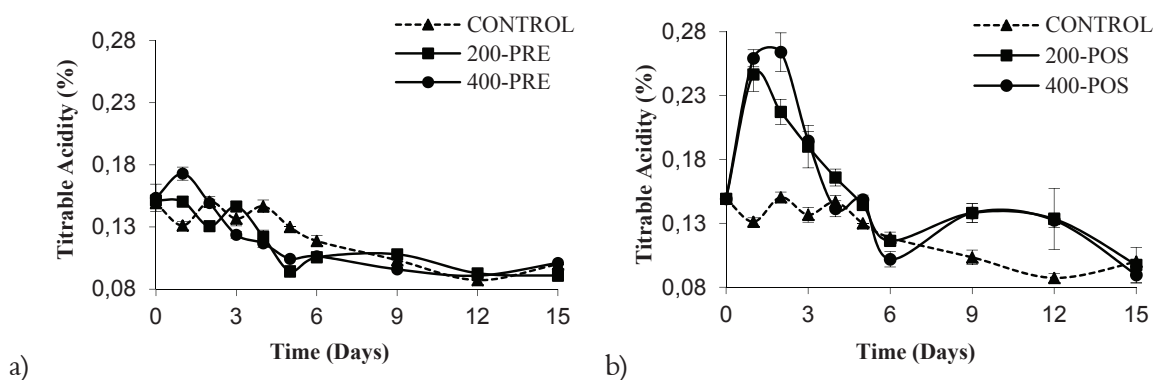 CONTROL
200-PRE
400-PRE
0,28
0,23
0,18
0,13
0,08
Titrable Acidity (%)
0 3 6 9 12 15
Time (Days)
a)
CONTROL
200-POS
400-POS
0,28
0,23
0,18
0,13
0,08
Titrable Acidity (%)
0 3 6 9 12 15
Time (Days)
b)